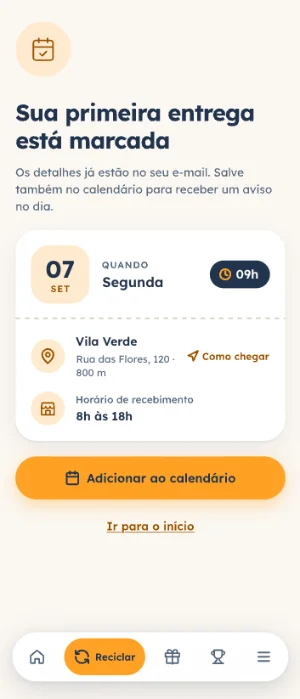 Sua primeira entrega
está marcada
Os detalhes já estão no seu e-mail. Salve
também no calendário para receber um aviso
no dia.
07
SET
QUANDO
Segunda
09h
Vila Verde
Rua das Flores, 120 ·
800 m
Como chegar
Horário de recebimento
8h às 18h
Adicionar ao calendário
Ir para o início
Reciclar